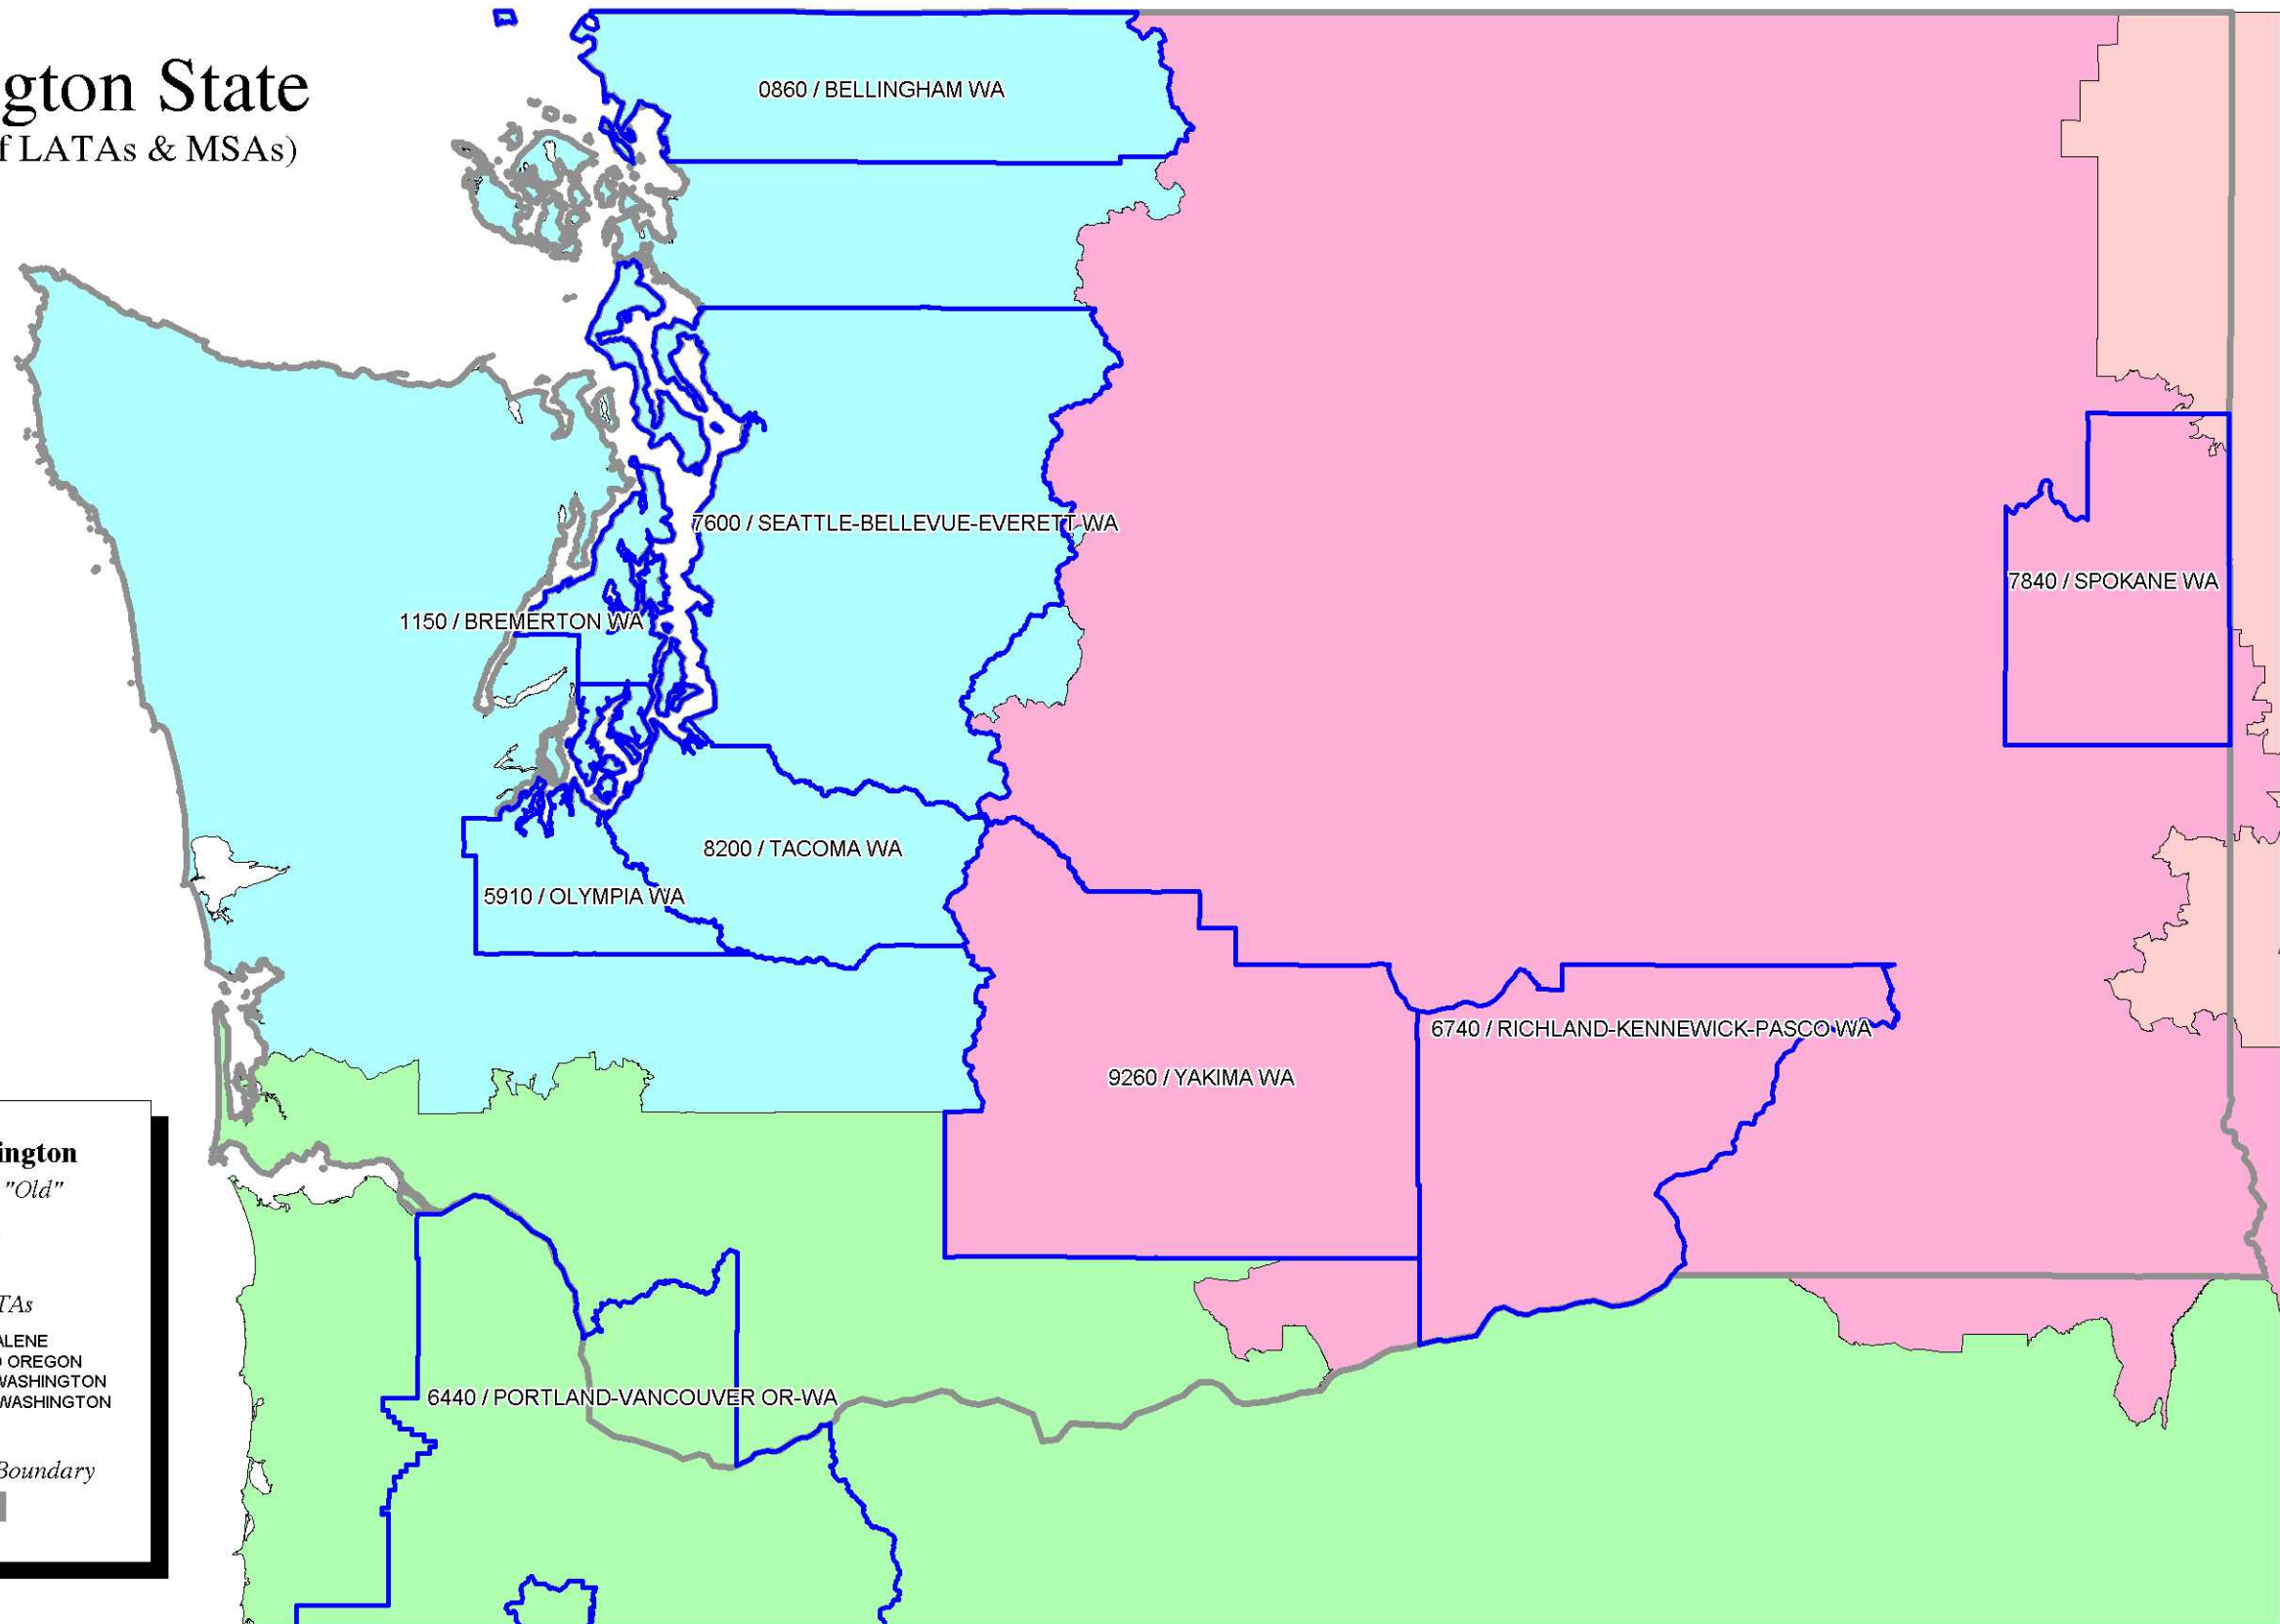 gton State
f LATAs & MSAs)
0860 / BELLINGHAM WA
7600 / SEATTLE-BELLEVUE-EVERETT WA
7840 / SPOKANE WA
1150 / BREMERTON WA
8200 / TACOMA WA
5910 / OLYMPIA WA
6740 / RICHLAND-KENNEWICK-PASCO WA
9260 / YAKIMA WA
6440 / PORTLAND-VANCOUVER OR-WA
ington
"Old"
TAs
ALENE
OREGON
WASHINGTON
WASHINGTON
Boundary